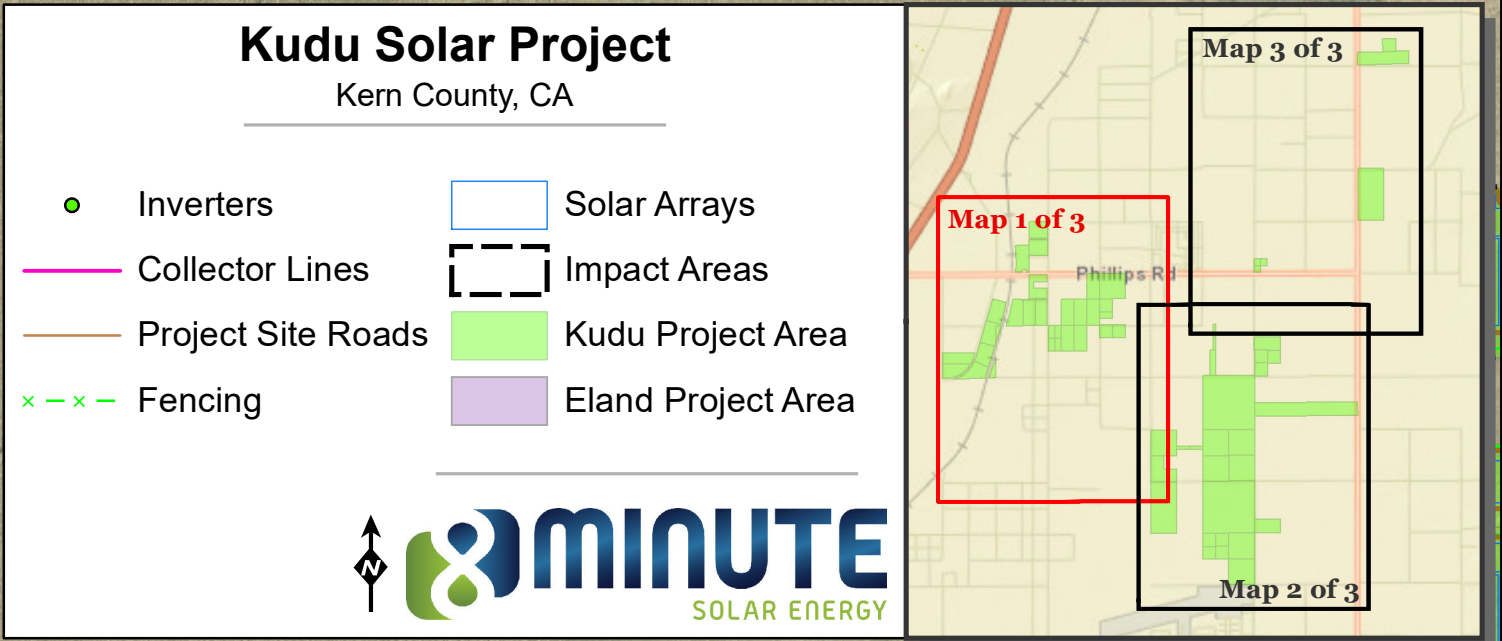 Kudu Solar Project
Kern County, CA
Inverters
Collector Lines
Project Site Roads
Fencing
Solar Arrays
Impact Areas
Kudu Project Area
Eland Project Area
N
8MINUTE
SOLAR ENERGY
Map 3 of 3
Map 1 of 3
Phillips Rd
Map 2 of 3